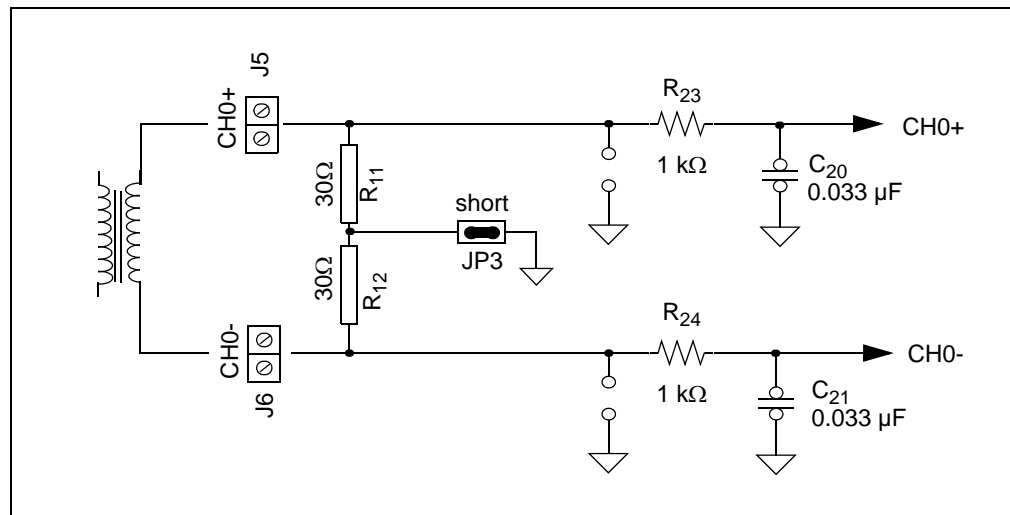 J5
CH0+
R23
CH0+
1 kΩ
C20
0.033 µF
30Ω
R11
short
JP3
30Ω
R12
R24
CH0-
CH0-
1 kΩ
C21
0.033 µF
J6